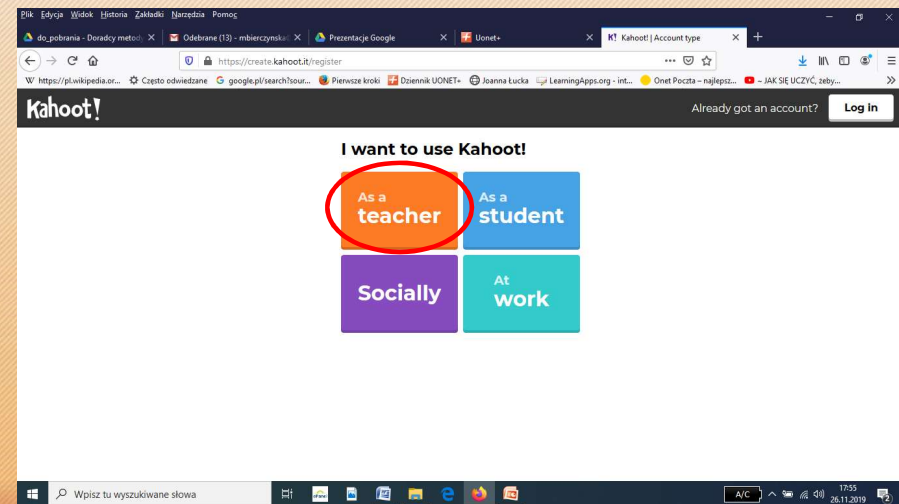 Plik Edycja Widok Historia Zakładki Narzędzia Pomoc
do_pobrania - Doradcy metody Odebrane (13) - mbierczynska Prezentacje Google Uonet+ K! Kahoot! | Account type
https://create.kahoot.it/register
https://pl.wikipedia.or... Często odwiedzane google.pl/search?sour... Pierwsze kroki Dziennik UONET+ Joanna Łucka LearningApps.org - int... Onet Poczta – najlepsz... – JAK SIĘ UCZYĆ, żeby...
Kahoot! Already got an account? Log in
I want to use Kahoot!
As a teacher
As a student
Socially
At work
Wpisz tu wyszukiwane słowa
A/C
17:55
26.11.2019
2